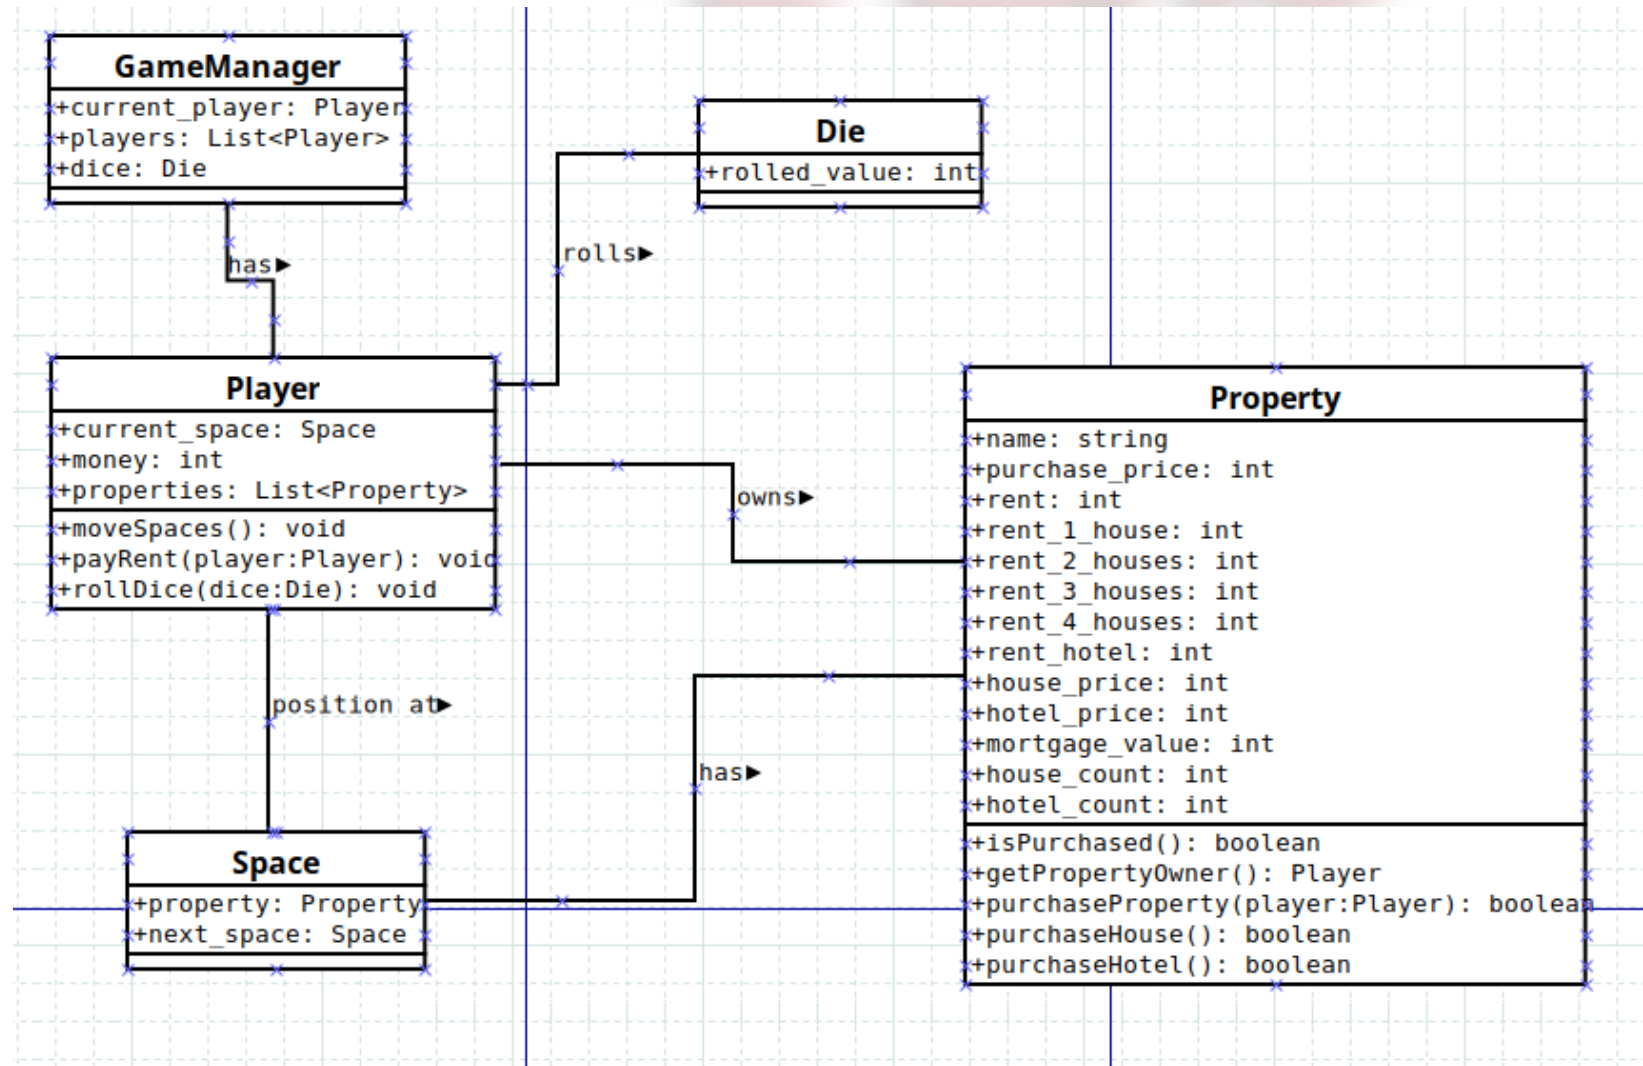 GameManager
+current_player: Player
+players: List<Player>
+dice: Die
has▶
Die
+rolled_value: int
rolls▶
Player
+current_space: Space
+money: int
+properties: List<Property>
+moveSpaces(): void
+payRent(player:Player): void
+rollDice(dice:Die): void
owns▶
position at▶
has▶
Space
+property: Property
+next_space: Space
Property
+name: string
+purchase_price: int
+rent: int
+rent_1_house: int
+rent_2_houses: int
+rent_3_houses: int
+rent_4_houses: int
+rent_hotel: int
+house_price: int
+hotel_price: int
+mortgage_value: int
+house_count: int
+hotel_count: int
+isPurchased(): boolean
+getPropertyOwner(): Player
+purchaseProperty(player:Player): boolean
+purchaseHouse(): boolean
+purchaseHotel(): boolean